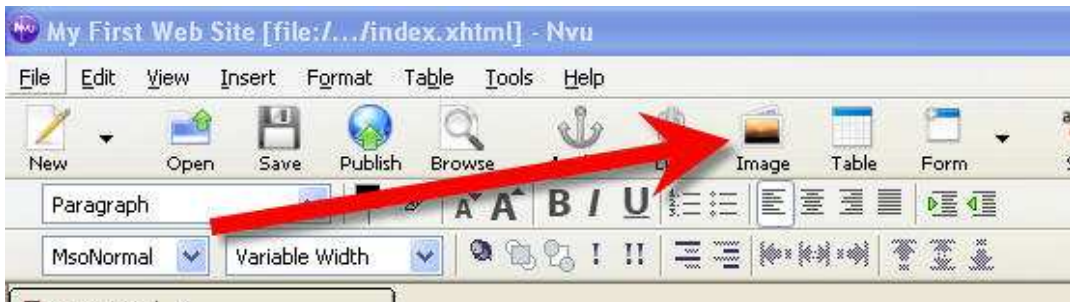 My First Web Site [file:/.../index.xhtml] - Nvu
File Edit View Insert Format Table Tools Help
New Open Save Publish Browse Image Table Form
Paragraph A A B I U
MsoNormal Variable Width ! !!